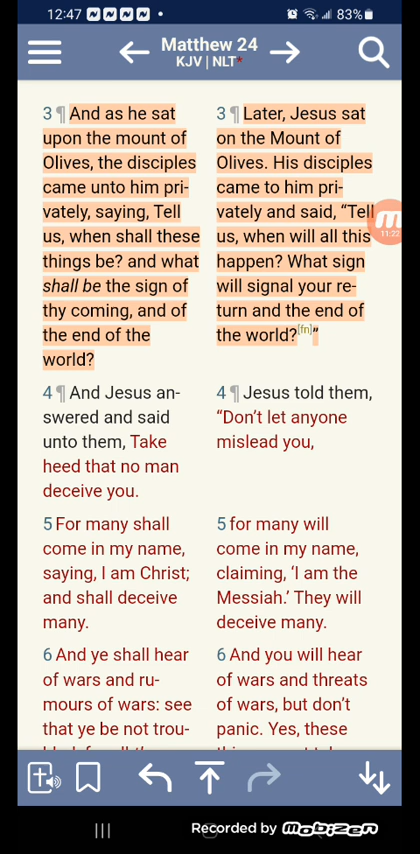 12:47 83%
Matthew 24
KJV | NLT*
3 ¶ And as he sat
upon the mount of
Olives, the disciples
came unto him pri-
vately, saying, Tell
us, when shall these
things be? and what
shall be the sign of
thy coming, and of
the end of the
world?
3 ¶ Later, Jesus sat
on the Mount of
Olives. His disciples
came to him pri-
vately and said, “Tell
us, when will all this
happen? What sign
will signal your re-
turn and the end of
the world?[fn]”
11:22
4 ¶ And Jesus an-
swered and said
unto them, Take
heed that no man
deceive you.
4 ¶ Jesus told them,
“Don’t let anyone
mislead you,
5 For many shall
come in my name,
saying, I am Christ;
and shall deceive
many.
5 for many will
come in my name,
claiming, ‘I am the
Messiah.’ They will
deceive many.
6 And ye shall hear
of wars and ru-
mours of wars: see
that ye be not trou-
6 And you will hear
of wars and threats
of wars, but don’t
panic. Yes, these
Recorded by Mobizen